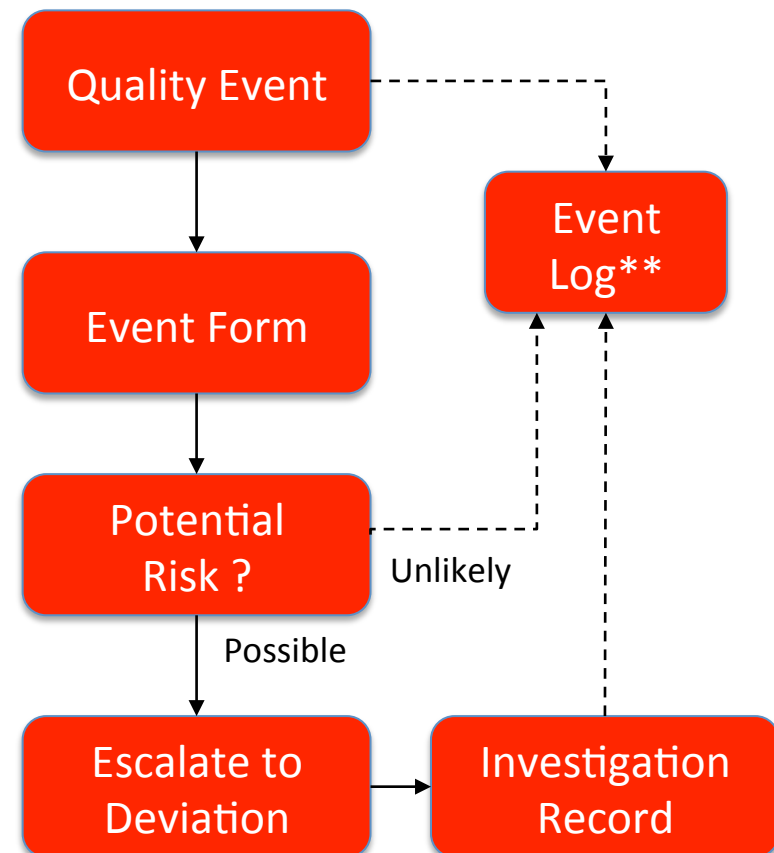 Quality Event
Event
Log**
Event Form
Potential
Risk ?
Unlikely
Possible
Escalate to
Deviation
Investigation
Record